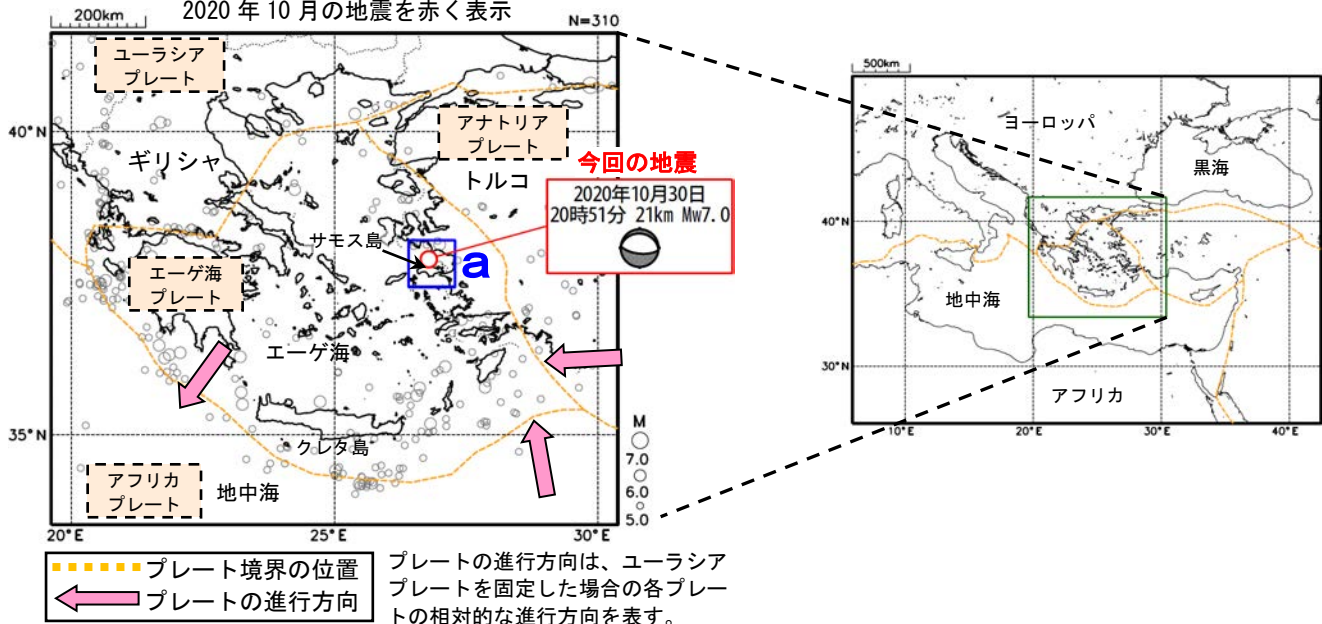 2020 年 10 月の地震を赤く表示
200km
N=310
ユーラシア
プレート
40°N
アナトリア
プレート
ギリシャ
トルコ
今回の地震
2020年10月30日
20時51分 21km Mw7.0
サモス島
a
エーゲ海
プレート
エーゲ海
35°N
クレタ島
アフリカ
プレート
地中海
M
7.0
6.0
5.0
20°E
25°E
30°E
500km
ヨーロッパ
黒海
40°N
地中海
30°N
アフリカ
10°E
20°E
30°E
40°E
プレート境界の位置
プレートの進行方向
プレートの進行方向は、ユーラシア
プレートを固定した場合の各プレー
トの相対的な進行方向を表す。